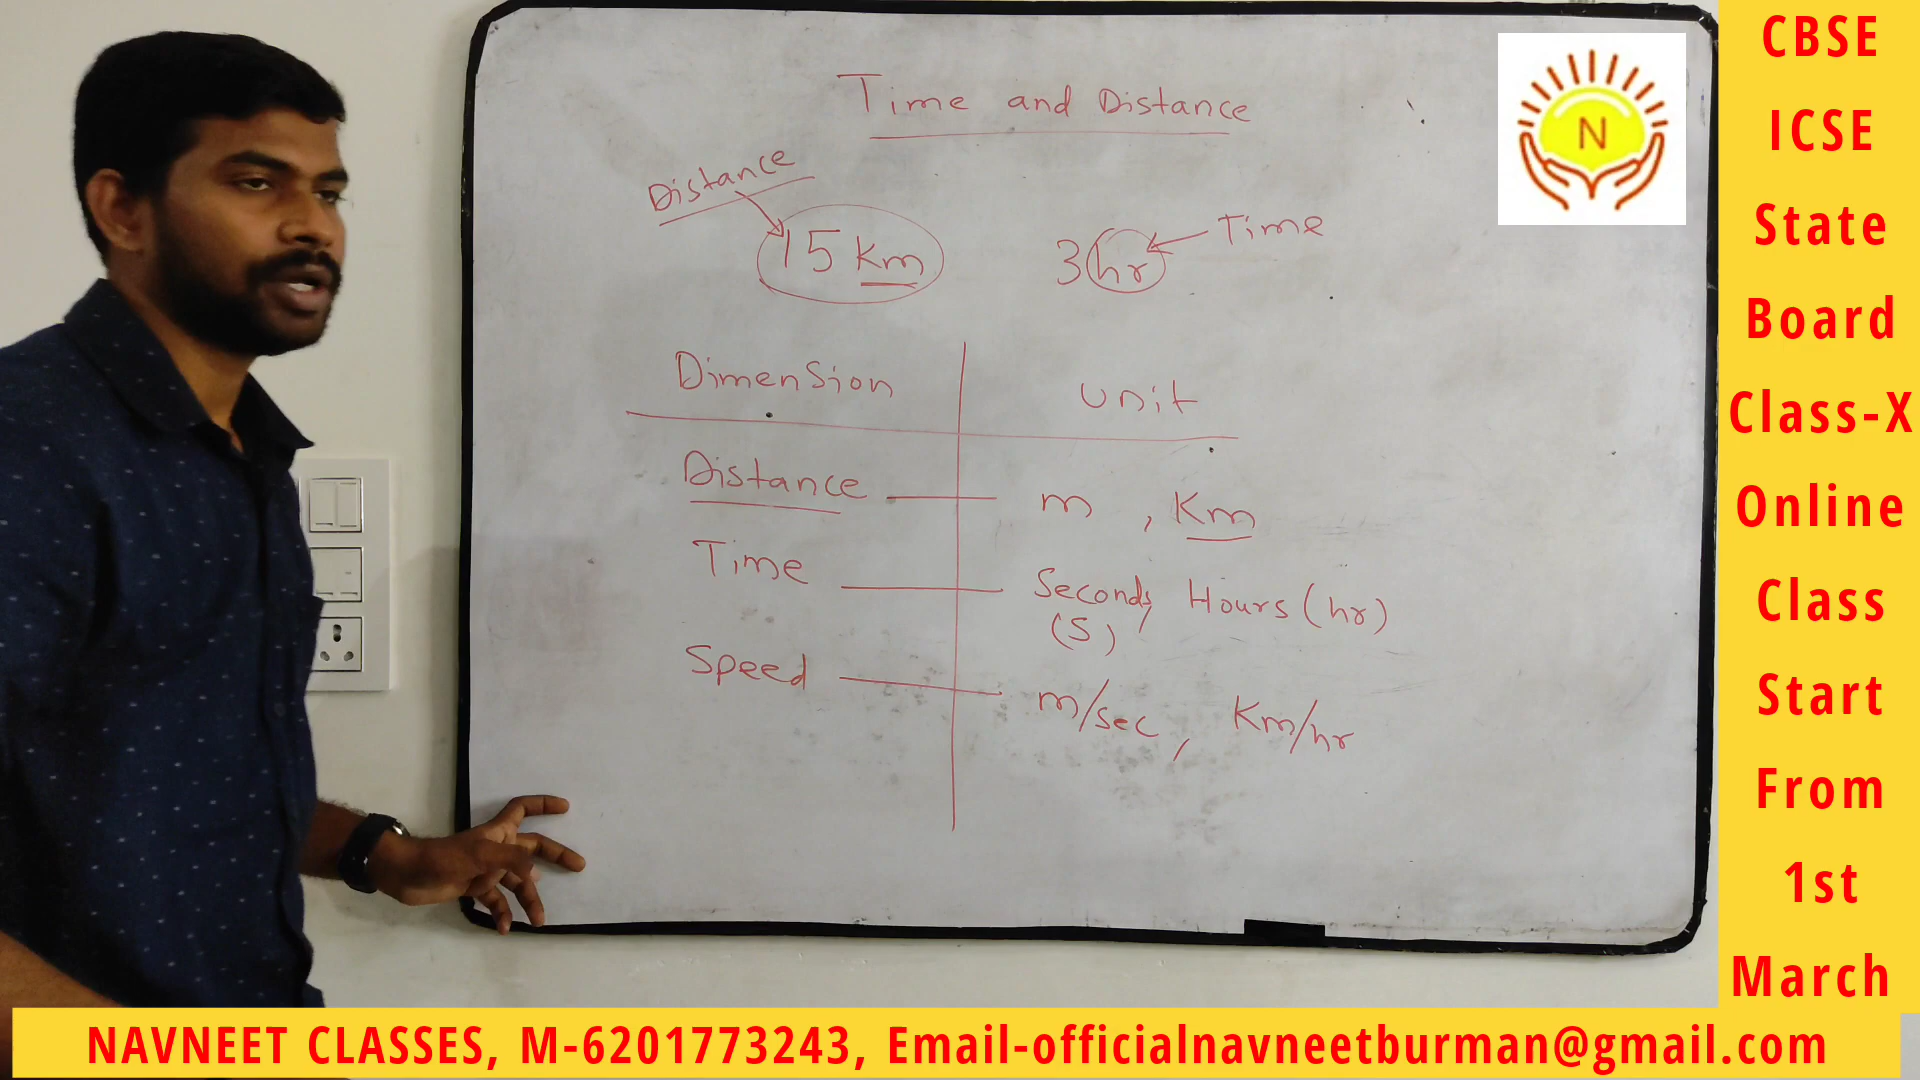 Time and Distance
Distance
15 Km
3 hr
Time
Dimension
Unit
Distance
m , Km
Time
Seconds, Hours (hr)
(S)
Speed
m/sec, Km/hr
N
CBSE
ICSE
State
Board
Class-X
Online
Class
Start
From
1st
March
NAVNEET CLASSES, M-6201773243, Email-officialnavneetburman@gmail.com